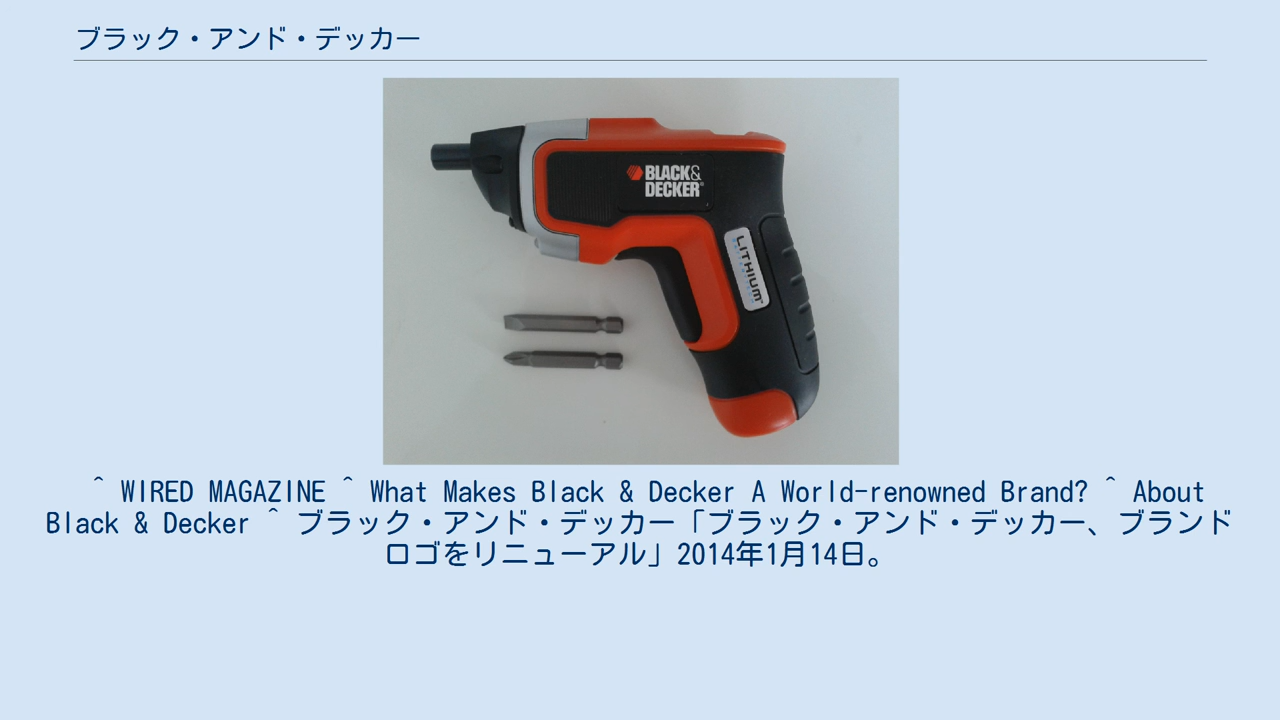 ブラック・アンド・デッカー
BLACK&
DECKER
LITHIUM
^ WIRED MAGAZINE ^ What Makes Black & Decker A World-renowned Brand? ^ About
Black & Decker ^ ブラック・アンド・デッカー「ブラック・アンド・デッカー、ブランド
ロゴをリニューアル」2014年1月14日。